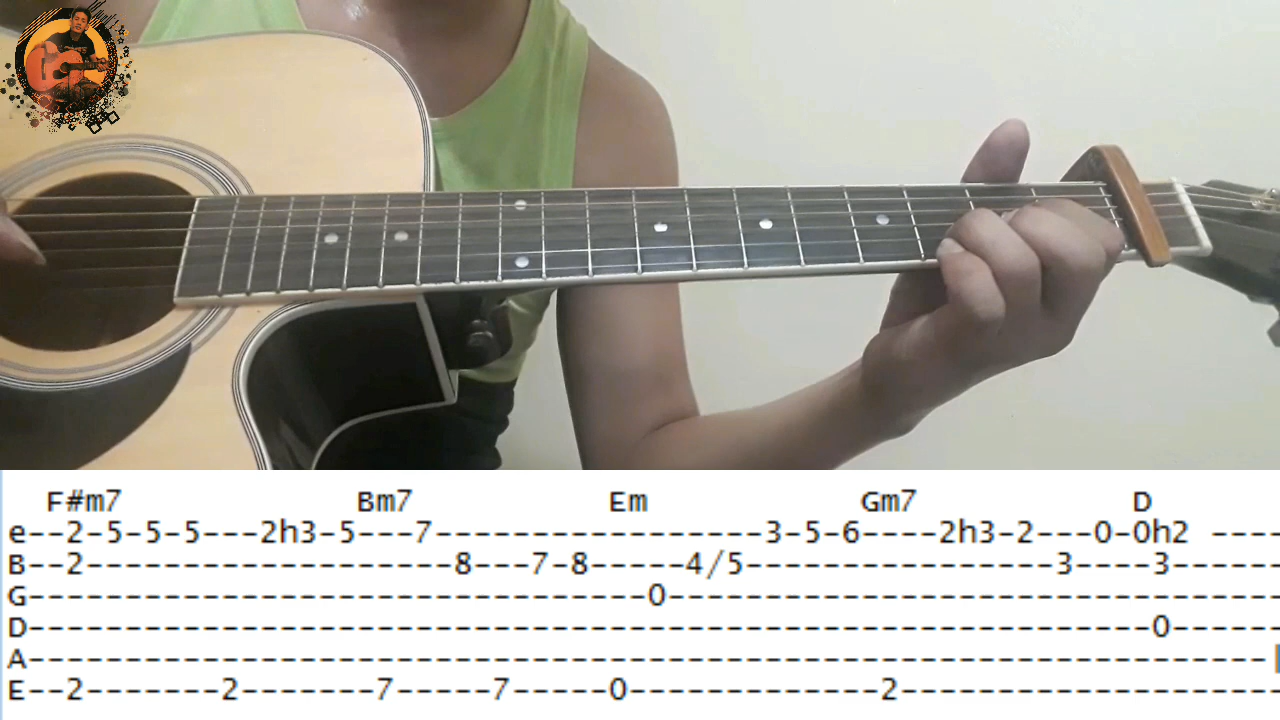 F#m7 Bm7 Em Gm7 D
e--2-5-5-5---2h3-5---7-----------------3-5-6----2h3-2---0-0h2 ----
B--2-------------------8---7-8-----4/5----------------3----3------
G--------------------------------0--------------------------------
D----------------------------------------------------------0------
A----------------------------------------------------------------
E--2-------2-------7-----7-----0-------------2--------------------